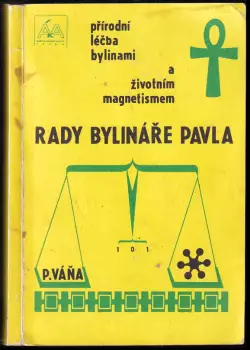 přírodní
léčba
bylinami
a
životním
magnetismem
RADY BYLINÁŘE PAVLA
101
P. VÁŇA